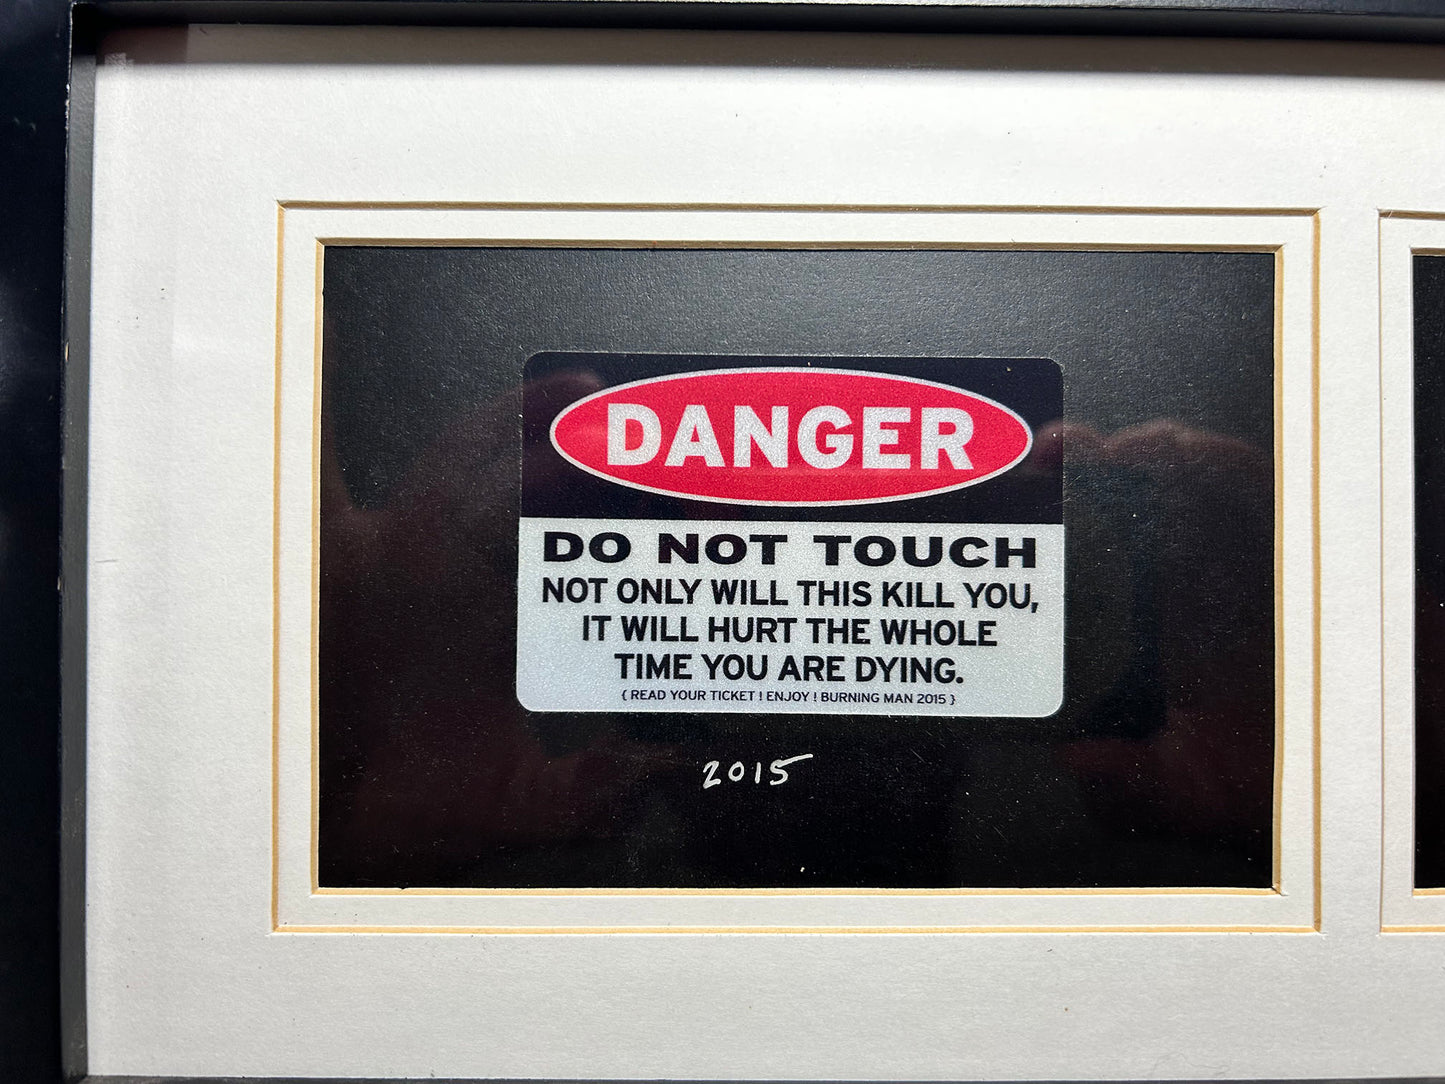 DANGER
DO NOT TOUCH
NOT ONLY WILL THIS KILL YOU,
IT WILL HURT THE WHOLE
TIME YOU ARE DYING.
{ READ YOUR TICKET ! ENJOY ! BURNING MAN 2015 }
2015